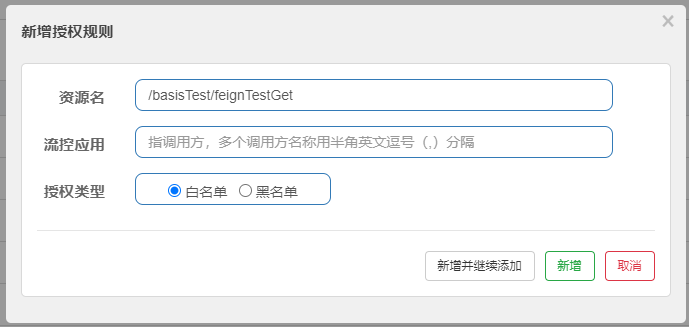 新增授权规则
×
资源名 /basisTest/feignTestGet
流控应用 指调用方，多个调用方名称用半角英文逗号（,）分隔
授权类型 白名单 黑名单
新增并继续添加 新增 取消